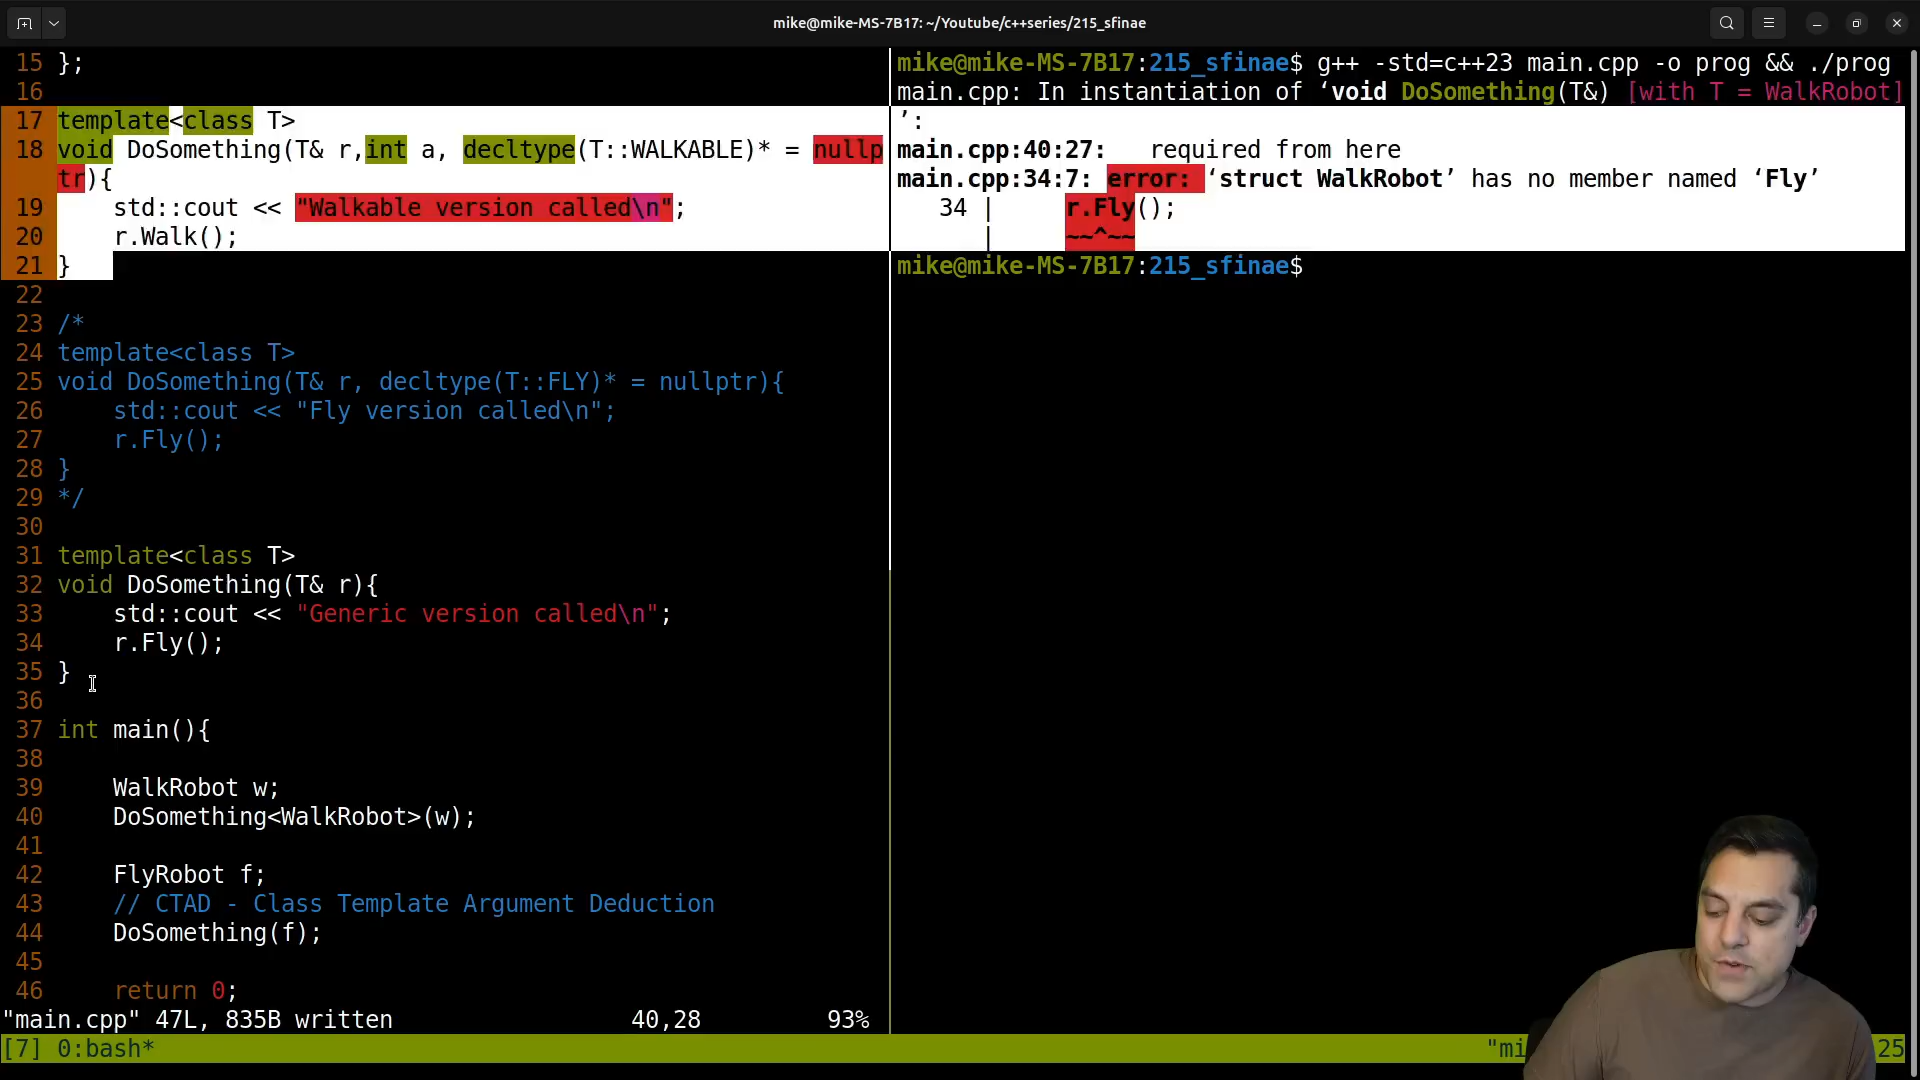 mike@mike-MS-7B17: ~/Youtube/c++series/215_sfinae
15 };
16
17 template<class T>
18 void DoSomething(T& r,int a, decltype(T::WALKABLE)* = nullp
tr){
19     std::cout << "Walkable version called\n";
20     r.Walk();
21 }
22
23 /*
24 template<class T>
25 void DoSomething(T& r, decltype(T::FLY)* = nullptr){
26     std::cout << "Fly version called\n";
27     r.Fly();
28 }
29 */
30
31 template<class T>
32 void DoSomething(T& r){
33     std::cout << "Generic version called\n";
34     r.Fly();
35 }
36
37 int main(){
38
39     WalkRobot w;
40     DoSomething<WalkRobot>(w);
41
42     FlyRobot f;
43     // CTAD - Class Template Argument Deduction
44     DoSomething(f);
45
46     return 0;
"main.cpp" 47L, 835B written 40,28 93%
mike@mike-MS-7B17:215_sfinae$ g++ -std=c++23 main.cpp -o prog && ./prog
main.cpp: In instantiation of ‘void DoSomething(T&) [with T = WalkRobot]
’:
main.cpp:40:27:   required from here
main.cpp:34:7: error: ‘struct WalkRobot’ has no member named ‘Fly’
   34 |     r.Fly();
      |     ~~^~~
mike@mike-MS-7B17:215_sfinae$
[7] 0:bash* "mi 25